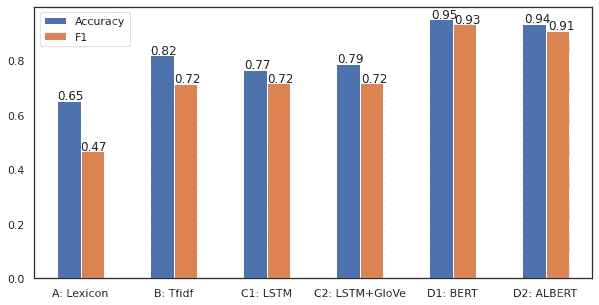 Accuracy
F1
0.8
0.6
0.4
0.2
0.0
0.65
0.47
0.82
0.72
0.77
0.72
0.79
0.72
0.95
0.93
0.94
0.91
A: Lexicon
B: Tfidf
C1: LSTM
C2: LSTM+GloVe
D1: BERT
D2: ALBERT